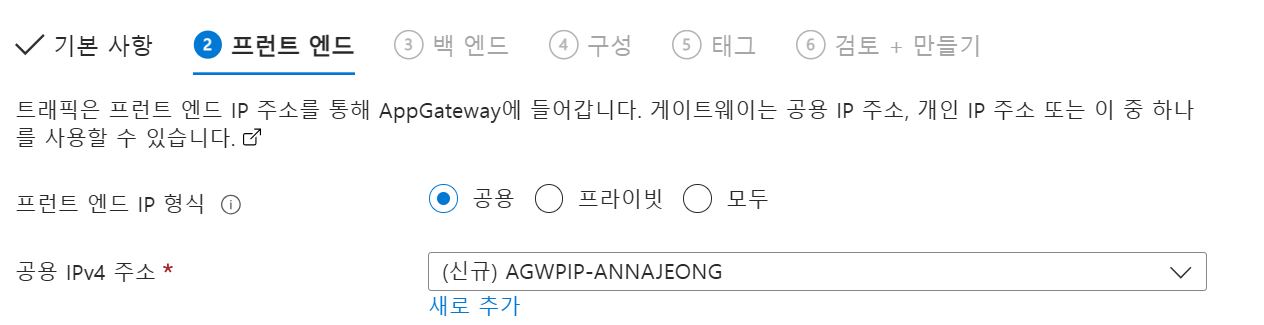 기본 사항 2 프런트 엔드 3 백 엔드 4 구성 5 태그 6 검토 + 만들기
트래픽은 프런트 엔드 IP 주소를 통해 AppGateway에 들어갑니다. 게이트웨이는 공용 IP 주소, 개인 IP 주소 또는 이 중 하나
를 사용할 수 있습니다.
프런트 엔드 IP 형식 공용 프라이빗 모두
공용 IPv4 주소 * (신규) AGWPIP-ANNAJEONG
새로 추가